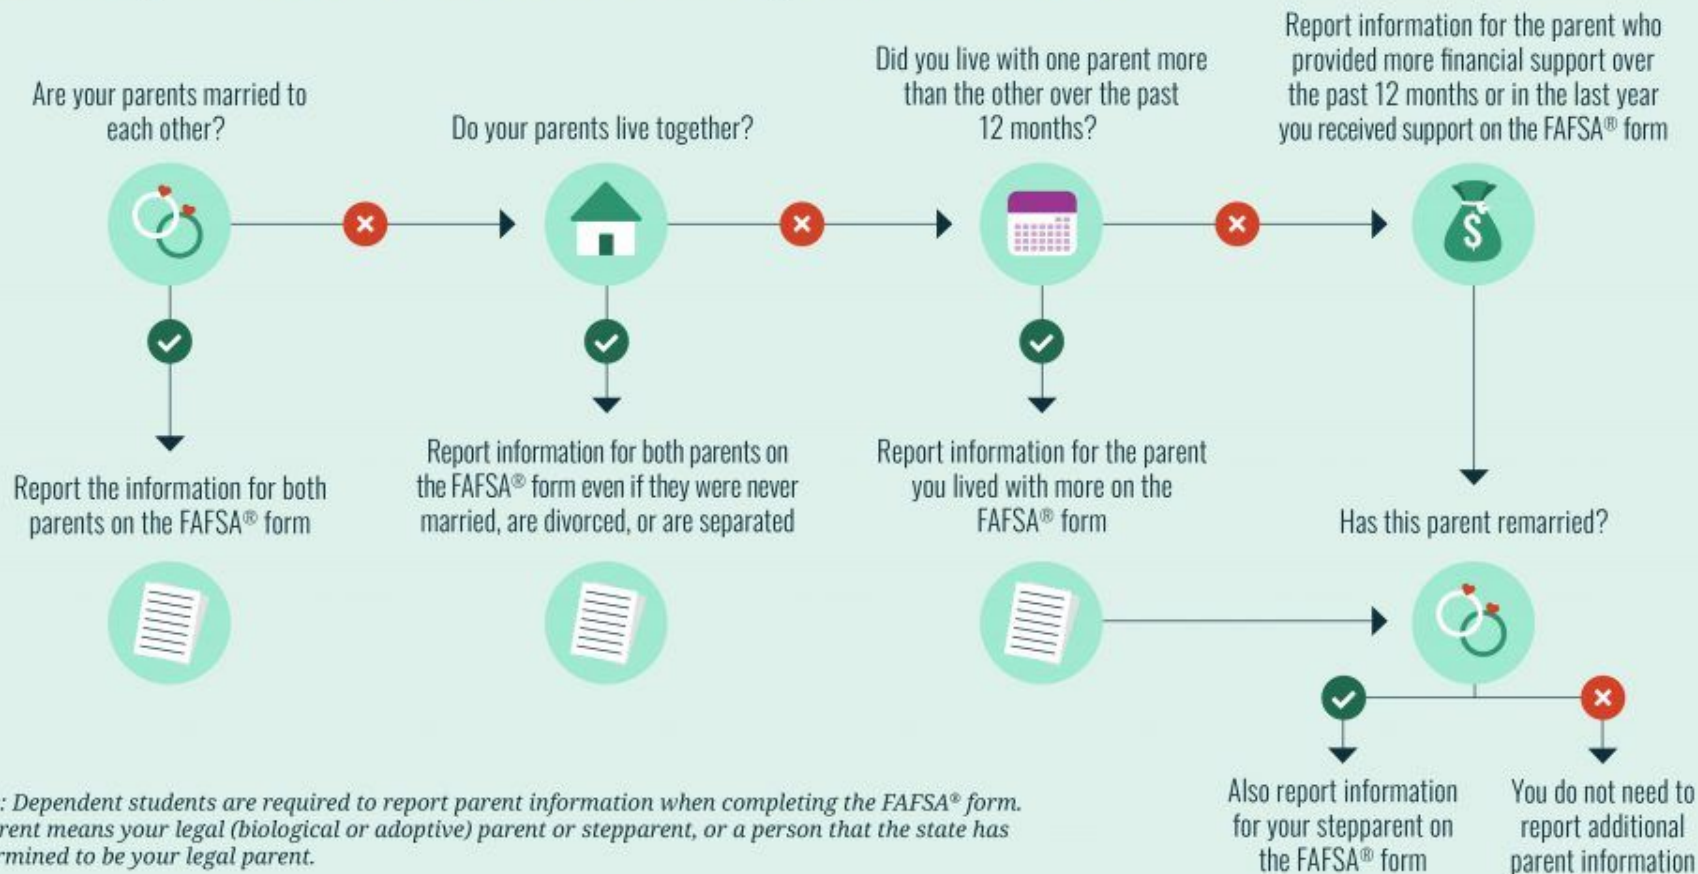 Are your parents married to
each other?
Do your parents live together?
Did you live with one parent more
than the other over the past
12 months?
Report information for the parent who
provided more financial support over
the past 12 months or in the last year
you received support on the FAFSA® form
$
Report the information for both
parents on the FAFSA® form
Report information for both parents on
the FAFSA® form even if they were never
married, are divorced, or are separated
Report information for the parent
you lived with more on the
FAFSA® form
Has this parent remarried?
Also report information
for your stepparent on
the FAFSA® form
You do not need to
report additional
parent information
: Dependent students are required to report parent information when completing the FAFSA® form.
rent means your legal (biological or adoptive) parent or stepparent, or a person that the state has
rmined to be your legal parent.